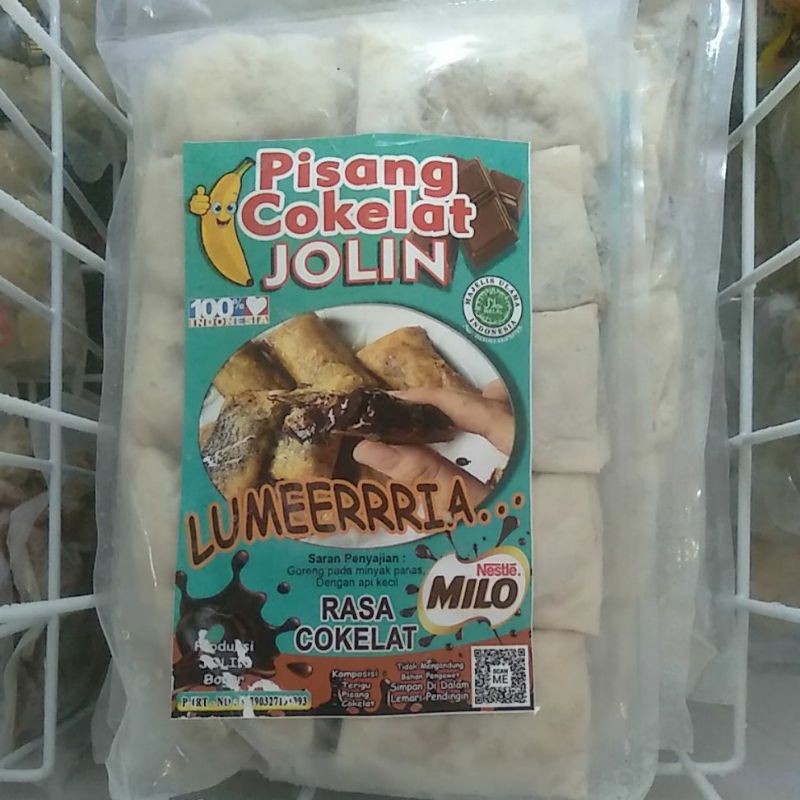 Pisang
Cokelat
JOLIN
100%
INDONESIA
MAJELIS ULAMA
INDONESIA
LUMEERRRIA...
Saran Penyajian :
Goreng pada minyak panas,
Dengan api kecil
RASA
COKELAT
Nestlé.
MILO
Produksi
Komposisi :
- Terigu
- Pisang
- Cokelat
Tidak Mengandung
Bahan Pengawet
Simpan Di Dalam
Lemari Pendingin
SCAN
ME